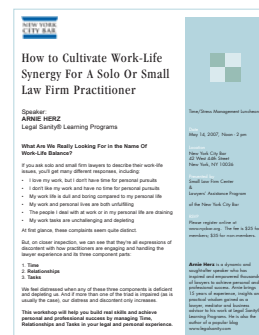 NEW YORK
CITY BAR
How to Cultivate Work-Life
Synergy For A Solo Or Small
Law Firm Practitioner
Speaker:
ARNIE HERZ
Legal Sanity® Learning Programs
What Are We Really Looking For in the Name Of
Work-Life Balance?
If you ask solo and small firm lawyers to describe their work-life
issues, you'll get many different responses, including:
• I love my work, but I don't have time for personal pursuits
• I don't like my work and have no time for personal pursuits
• My work life is dull and boring compared to my personal life
• My work and personal lives are both unfulfilling
• The people I deal with at work or in my personal life are draining
• My work tasks are unchallenging and depleting
At first glance, these complaints seem quite distinct.
But, on closer inspection, we can see that they're all expressions of
discontent with how practitioners are engaging and handling the
lawyer experience and its three component parts:
1. Time
2. Relationships
3. Tasks
We feel distressed when any of these three components is deficient
and depleting us. And if more than one of the triad is impaired (as is
usually the case), our distress and discontent only increases.
This workshop will help you build real skills and achieve
personal and professional success by managing Time,
Relationships and Tasks in your legal and personal experience.
Time/Stress Management Luncheon
May 14, 2007, Noon - 2 pm
New York City Bar
42 West 44th Street
New York, NY 10036
Small Law Firm Center
&
Lawyers' Assistance Program
of the New York City Bar
Please register online at
www.nycbar.org. The fee is $25 for
members; $35 for non-members.
Arnie Herz is a dynamic and
sought-after speaker who has
inspired and empowered thousands
of lawyers to achieve personal and
professional success. Arnie brings
15 years of experience, insights and
practical wisdom gained as a
lawyer, mediator and business
advisor to his work at Legal Sanity
Learning Programs. He is also the
author of a popular blog,
www.legalsanity.com.